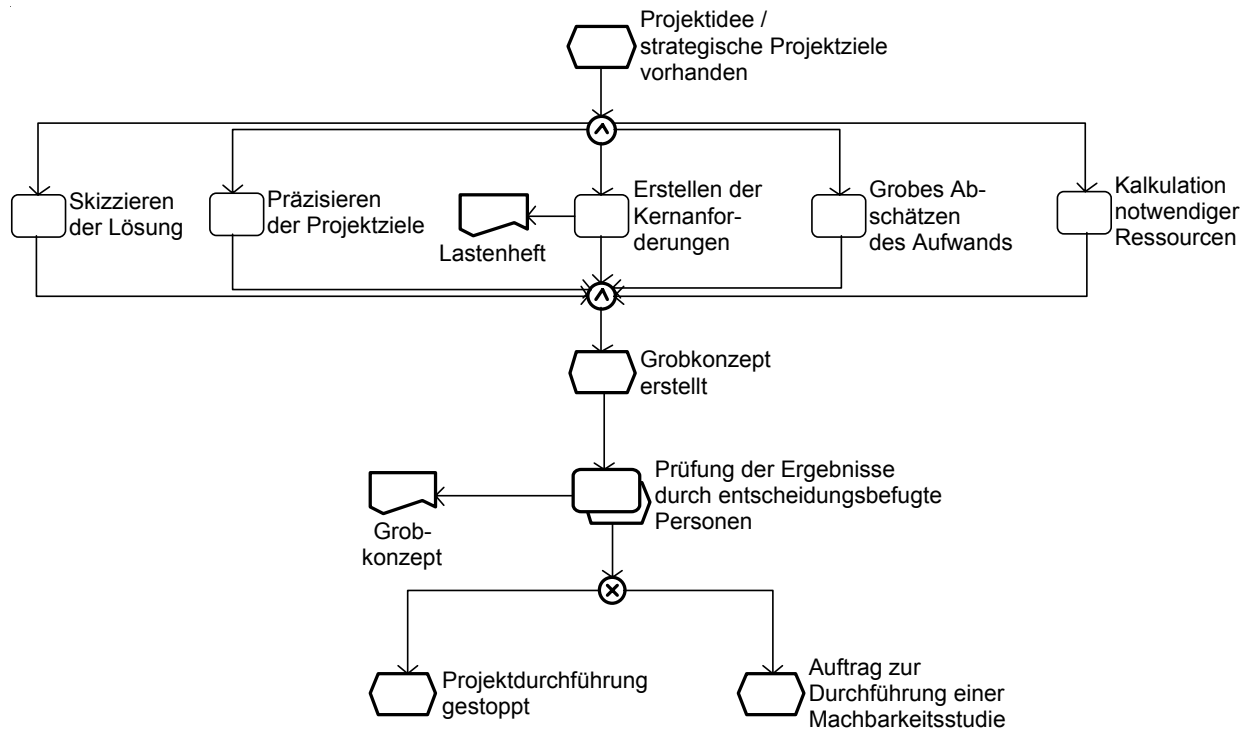 Projektidee /
strategische Projektziele
vorhanden
Skizzieren
der Lösung
Präzisieren
der Projektziele
Lastenheft
Erstellen der
Kernanfor-
derungen
Grobes Ab-
schätzen
des Aufwands
Kalkulation
notwendiger
Ressourcen
Grobkonzept
erstellt
Prüfung der Ergebnisse
durch entscheidungsbefugte
Personen
Grob-
konzept
Projektdurchführung
gestoppt
Auftrag zur
Durchführung einer
Machbarkeitsstudie